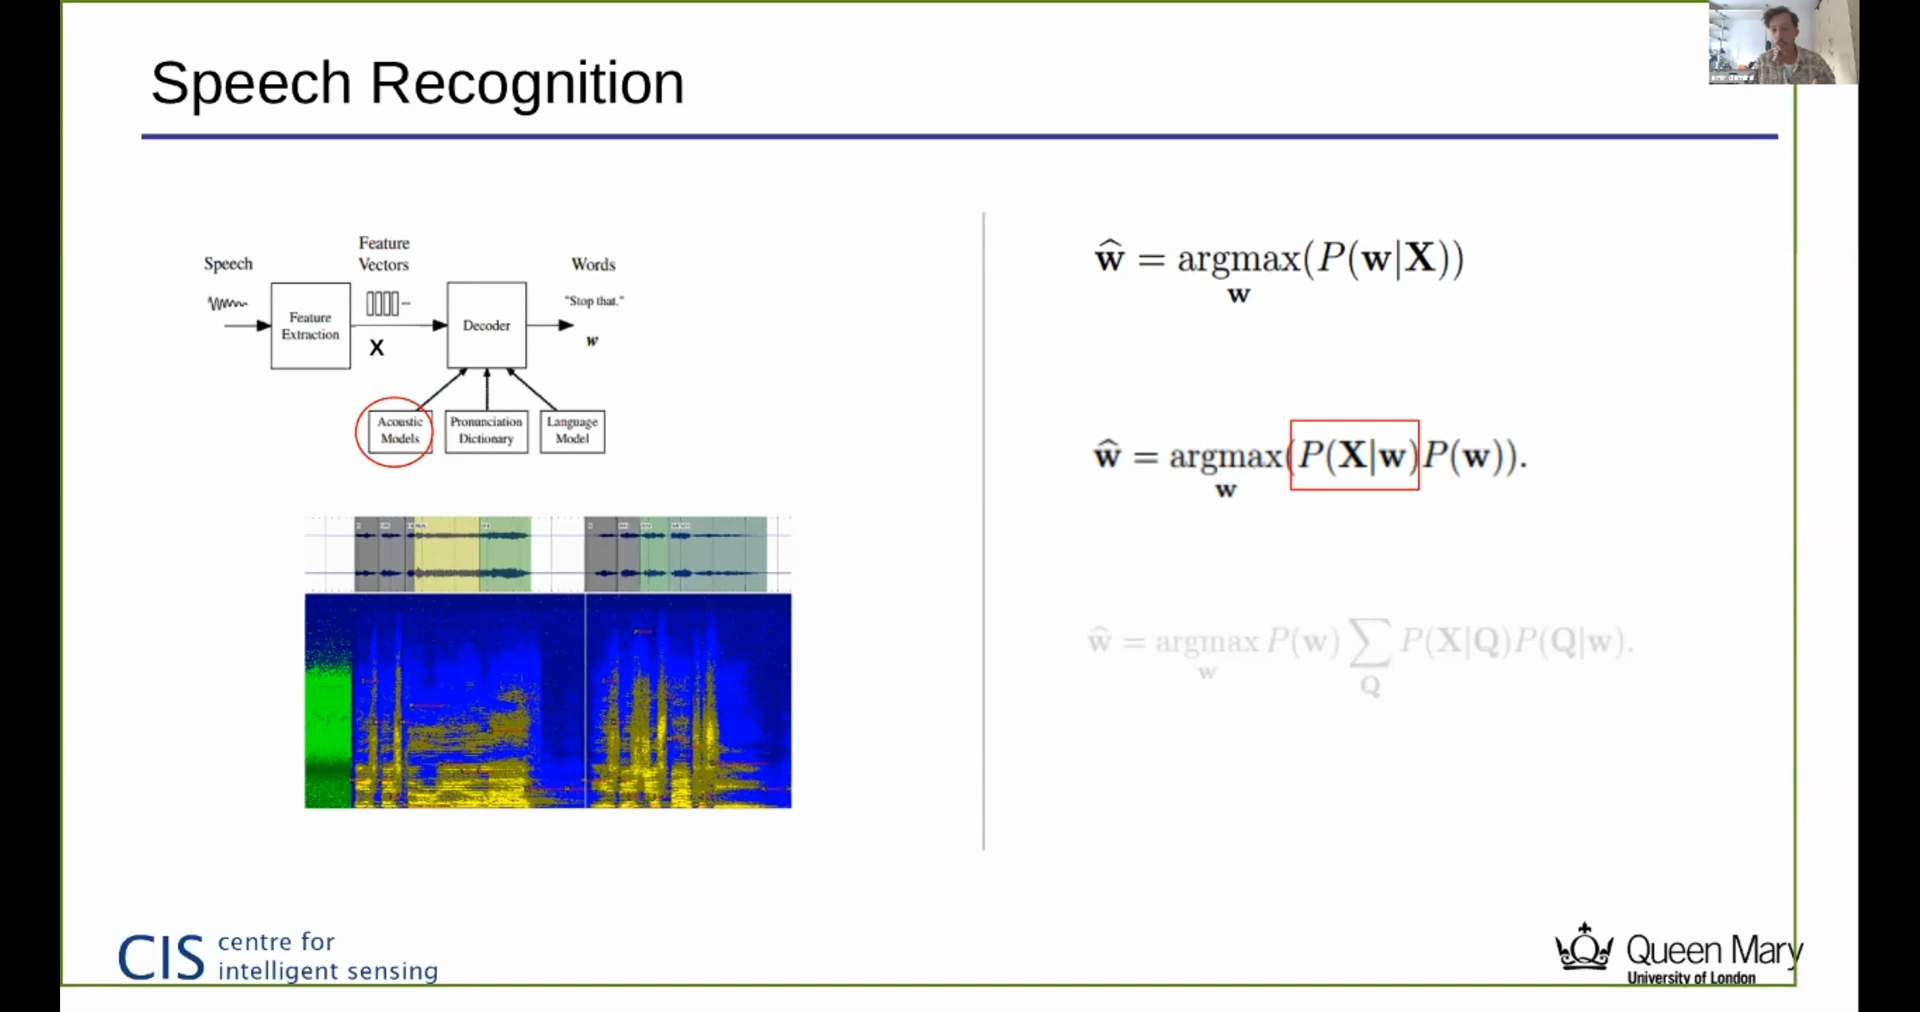 Speech Recognition
Speech
Feature
Vectors
Words
Feature
Extraction
X
Decoder
"Stop that."
w
Acoustic
Models
Pronunciation
Dictionary
Language
Model
ŵ = argmax(P(w|X))
w
ŵ = argmax(P(X|w)P(w)).
w
ŵ = argmax P(w) ∑ P(X|Q)P(Q|w).
w
Q
CIS centre for
intelligent sensing
Queen Mary
University of London